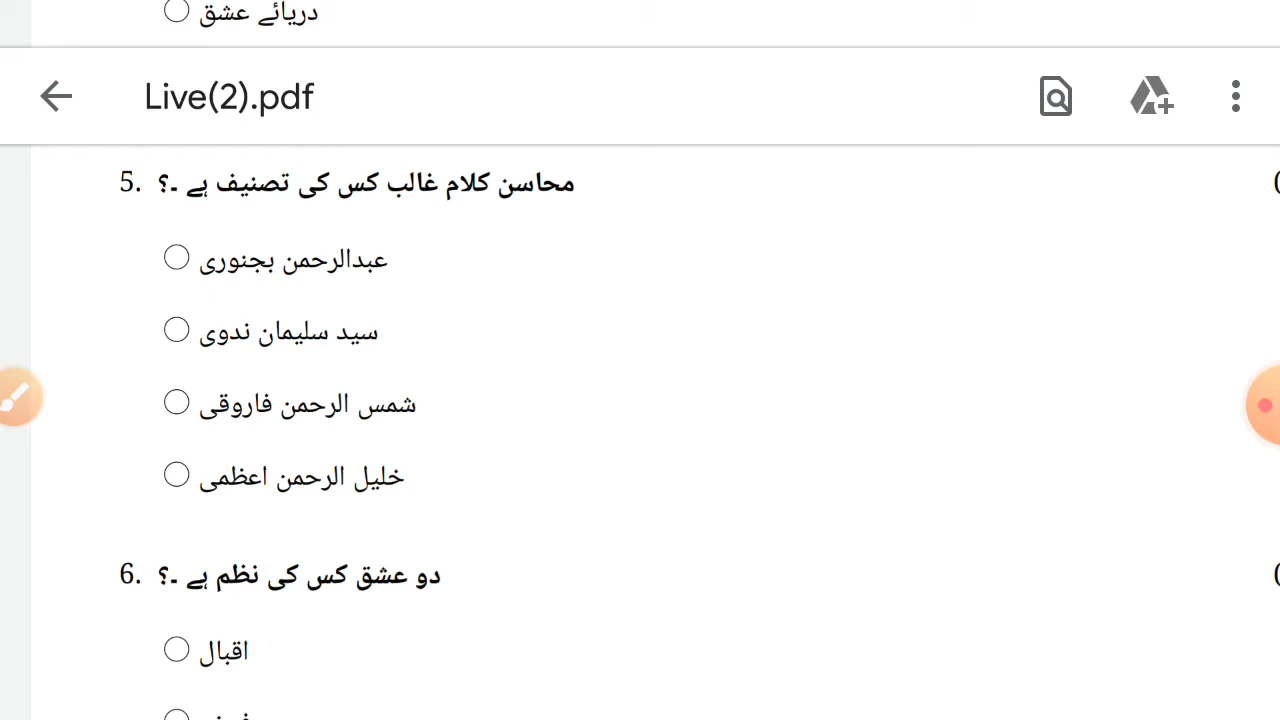 دریائے عشق
Live(2).pdf
5. محاسن کلام غالب کس کی تصنیف ہے ۔؟
عبدالرحمن بجنوری
سید سلیمان ندوی
شمس الرحمن فاروقی
خلیل الرحمن اعظمی
6. دو عشق کس کی نظم ہے ۔؟
اقبال